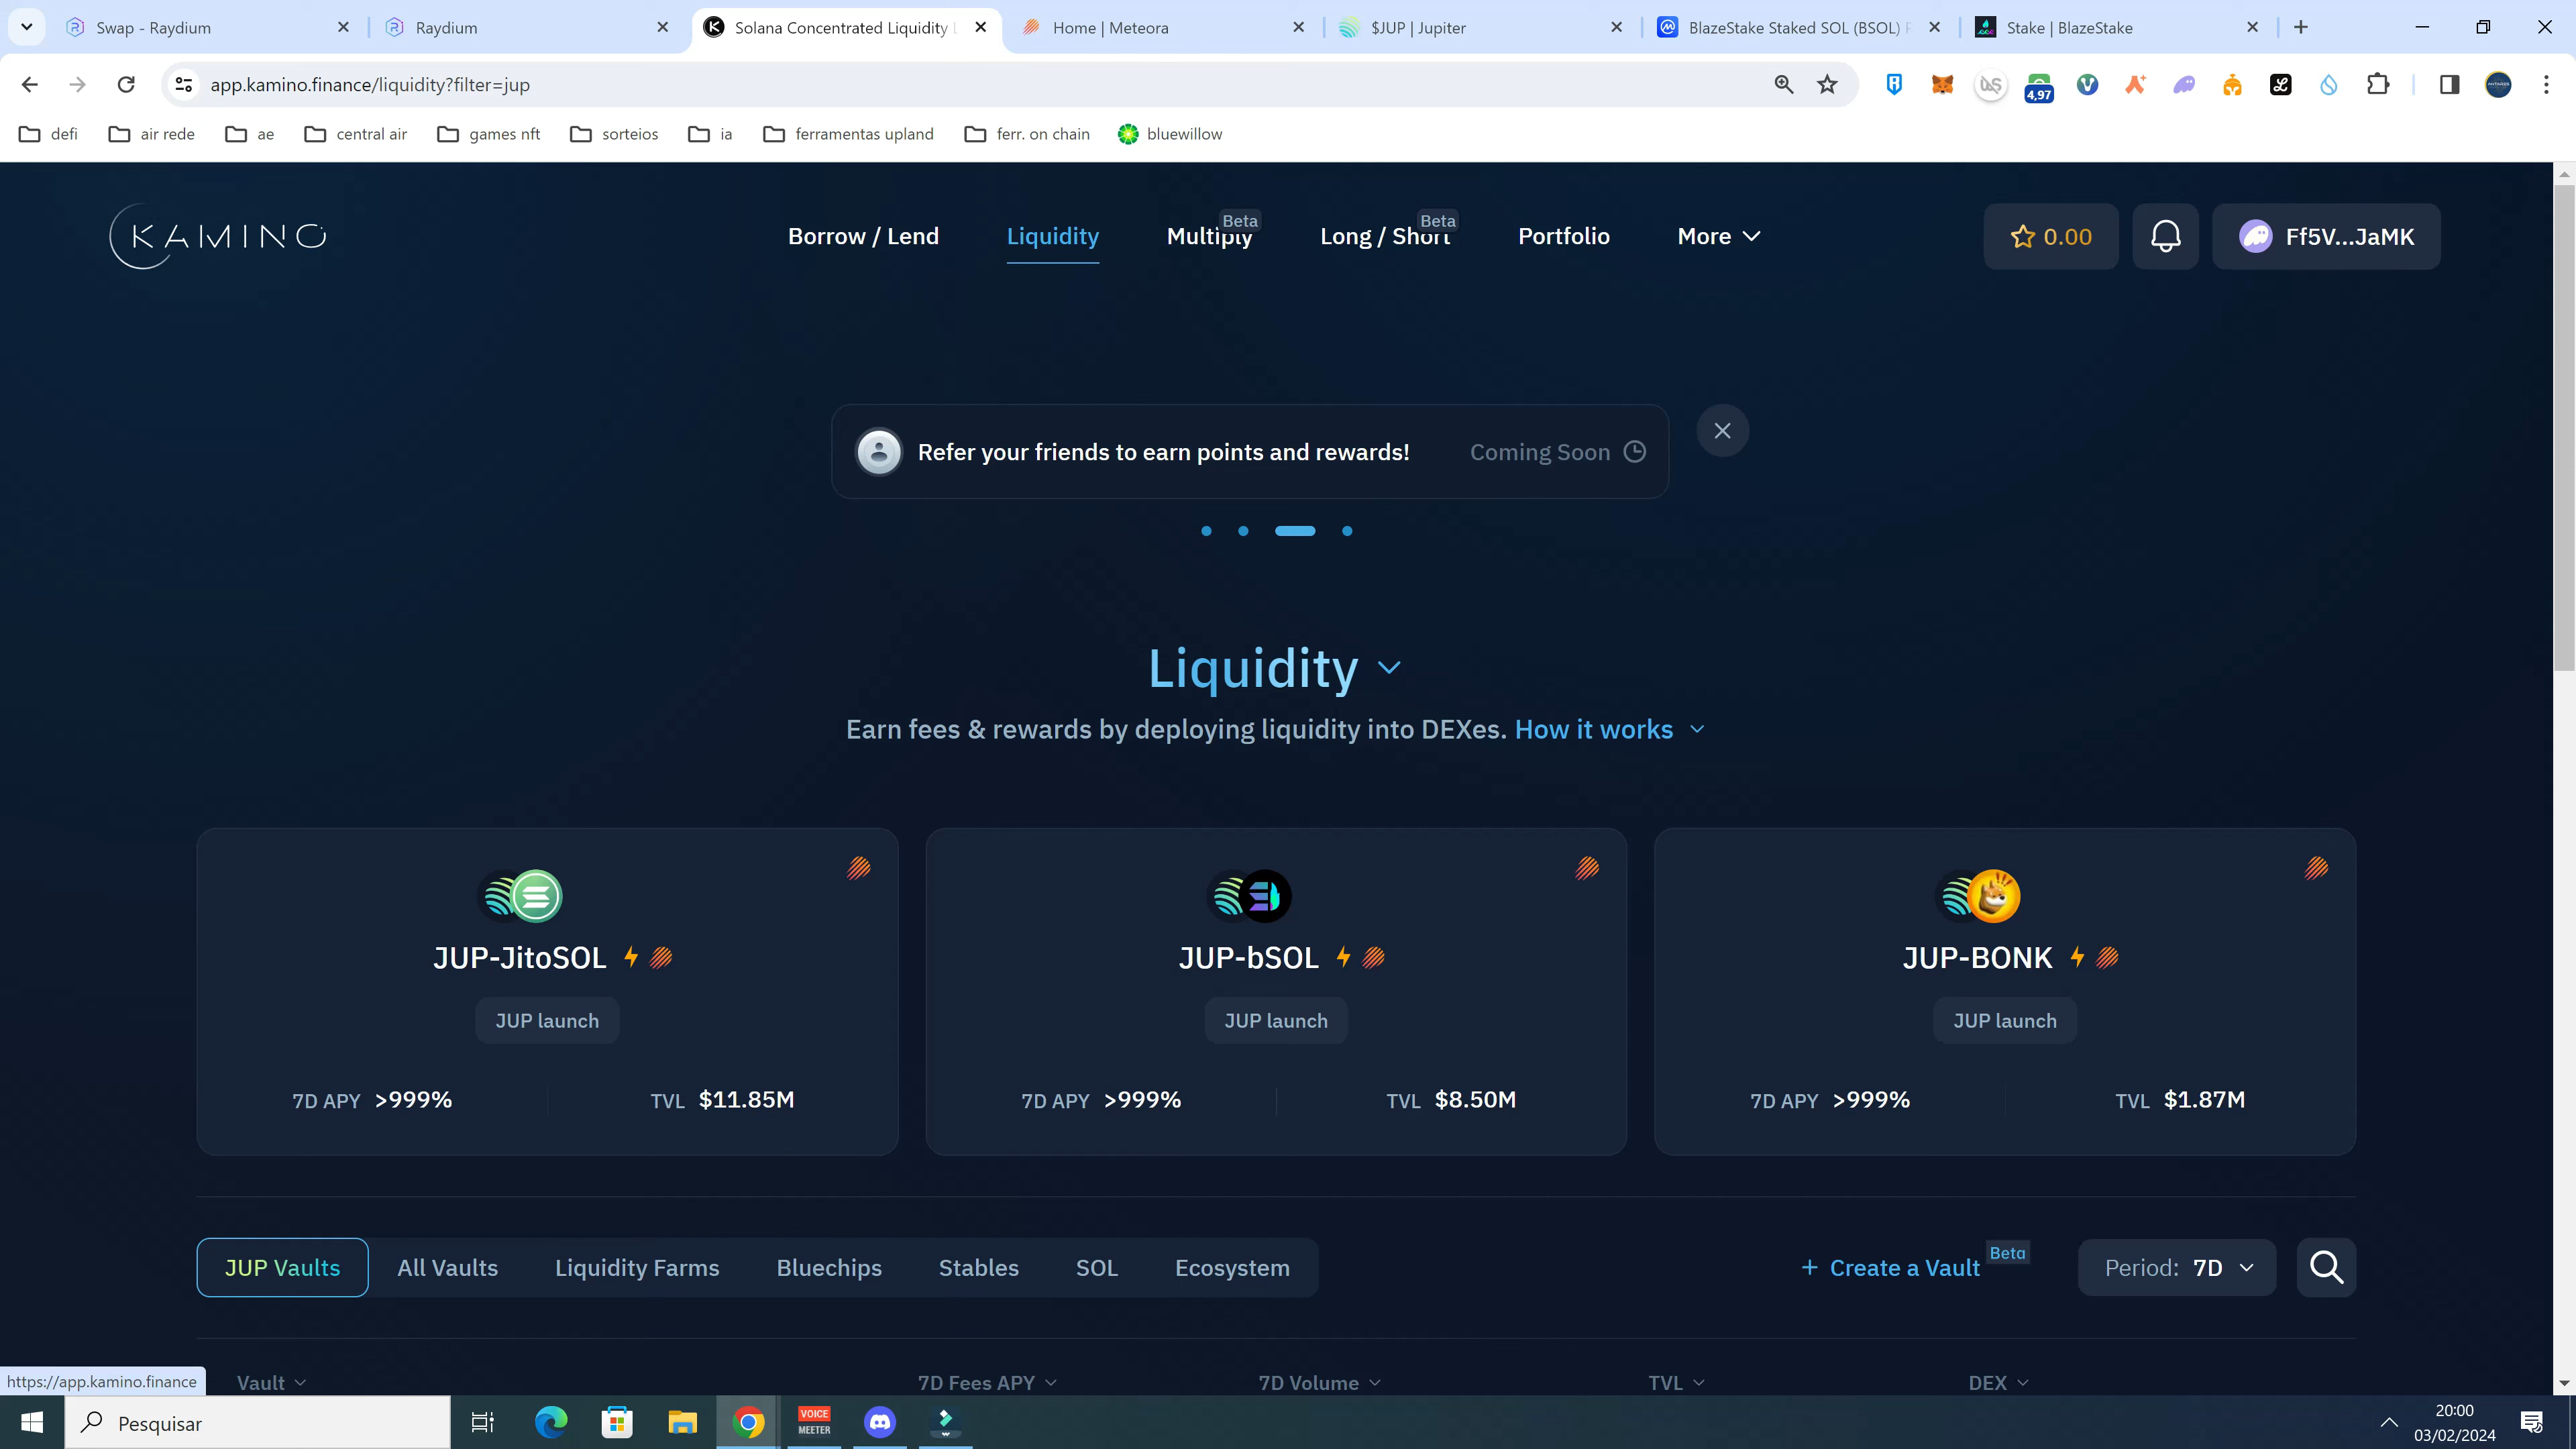 Swap - Raydium
Raydium
Solana Concentrated Liquidity
Home | Meteora
$JUP | Jupiter
BlazeStake Staked SOL (BSOL)
Stake | BlazeStake
app.kamino.finance/liquidity?filter=jup
4,97
defi
air rede
ae
central air
games nft
sorteios
ia
ferramentas upland
ferr. on chain
bluewillow
KAMINO
Borrow / Lend
Liquidity
Multiply
Beta
Long / Short
Beta
Portfolio
More
0.00
Ff5V...JaMK
Refer your friends to earn points and rewards!
Coming Soon
Liquidity
Earn fees & rewards by deploying liquidity into DEXes. How it works
JUP-JitoSOL
JUP launch
7D APY >999%
TVL $11.85M
JUP-bSOL
JUP launch
7D APY >999%
TVL $8.50M
JUP-BONK
JUP launch
7D APY >999%
TVL $1.87M
JUP Vaults
All Vaults
Liquidity Farms
Bluechips
Stables
SOL
Ecosystem
+ Create a Vault
Beta
Period: 7D
https://app.kamino.finance
Vault
7D Fees APY
7D Volume
TVL
DEX
Pesquisar
VOICE
MEETER
20:00
03/02/2024